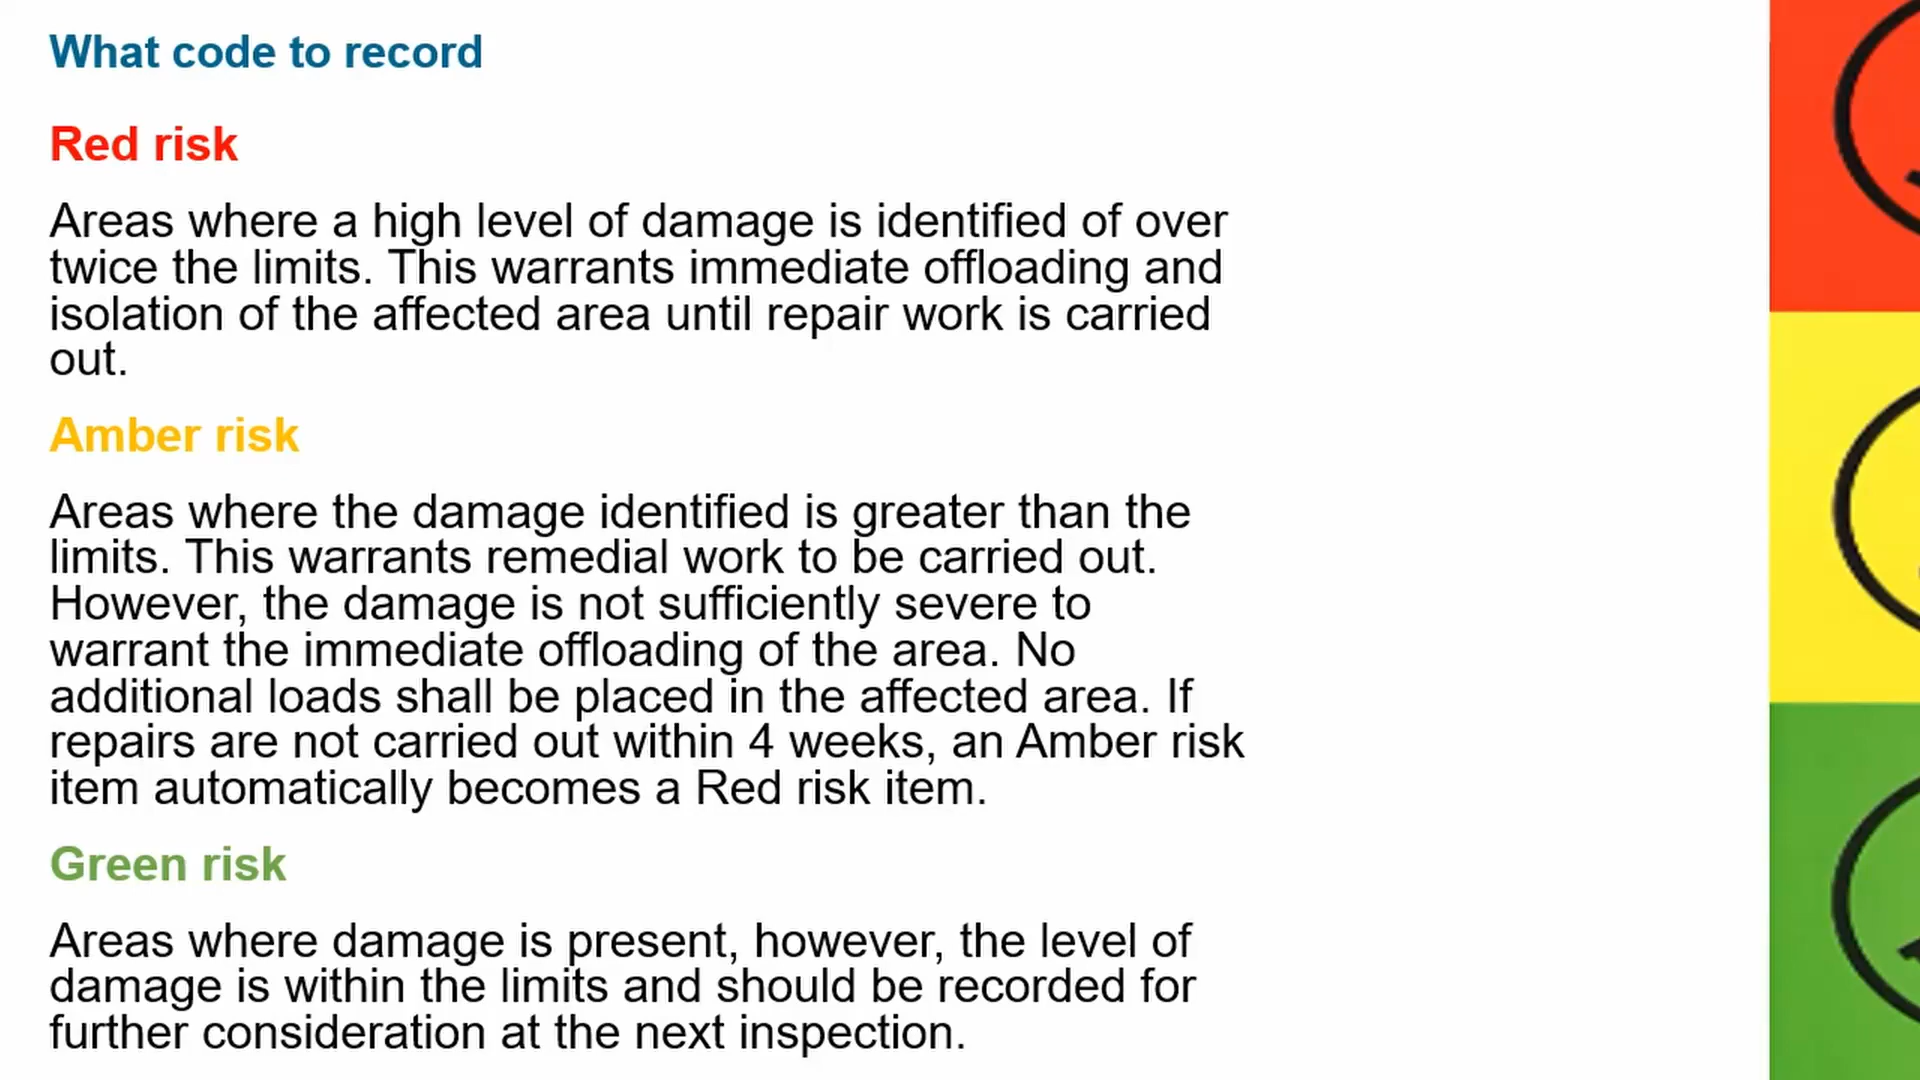 What code to record
Red risk
Areas where a high level of damage is identified of over
twice the limits. This warrants immediate offloading and
isolation of the affected area until repair work is carried
out.
Amber risk
Areas where the damage identified is greater than the
limits. This warrants remedial work to be carried out.
However, the damage is not sufficiently severe to
warrant the immediate offloading of the area. No
additional loads shall be placed in the affected area. If
repairs are not carried out within 4 weeks, an Amber risk
item automatically becomes a Red risk item.
Green risk
Areas where damage is present, however, the level of
damage is within the limits and should be recorded for
further consideration at the next inspection.